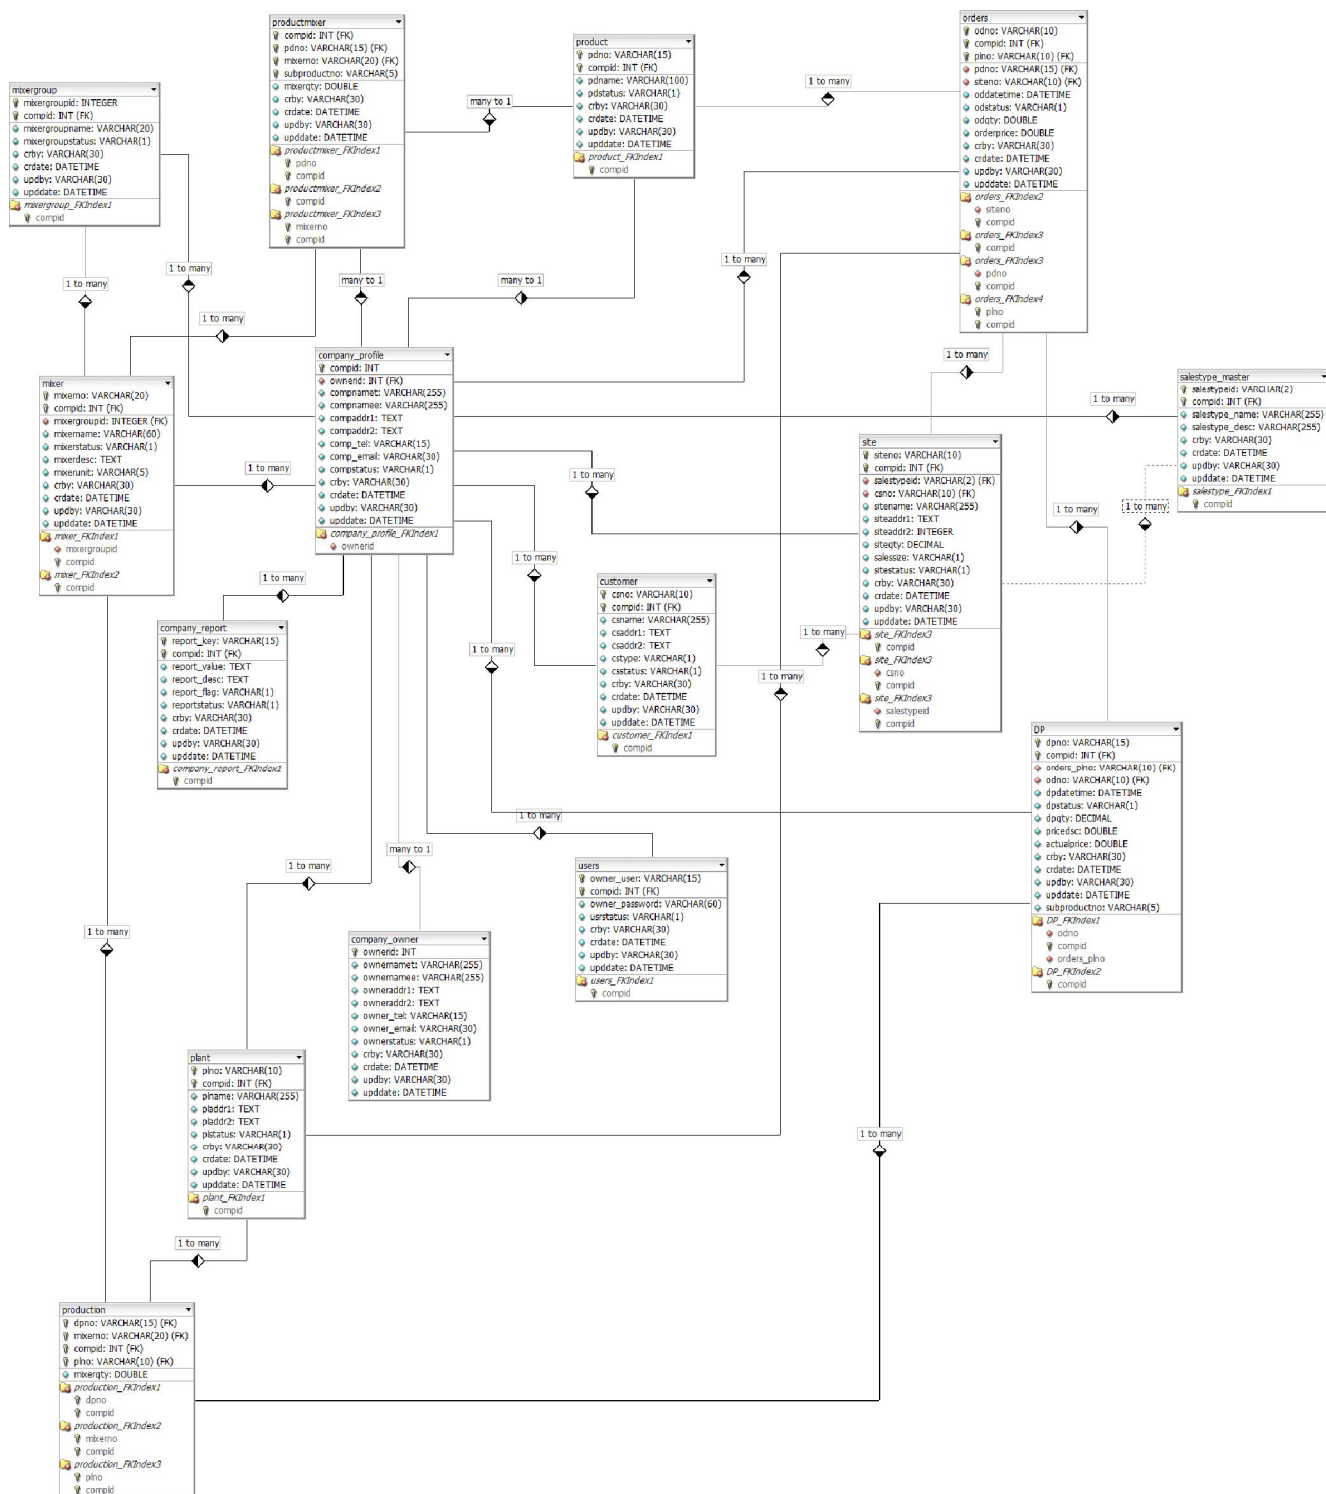 productmixer
compid: INT (FK)
pdno: VARCHAR(15) (FK)
mixerno: VARCHAR(20) (FK)
subproductno: VARCHAR(5)
mixerqty: DOUBLE
crby: VARCHAR(30)
crdate: DATETIME
updby: VARCHAR(30)
upddate: DATETIME
productmixer_FKIndex1
pdno
compid
productmixer_FKIndex2
compid
productmixer_FKIndex3
mixerno
compid
product
pdno: VARCHAR(15)
compid: INT (FK)
pdname: VARCHAR(100)
pdstatus: VARCHAR(1)
crby: VARCHAR(30)
crdate: DATETIME
updby: VARCHAR(30)
upddate: DATETIME
product_FKIndex1
compid
orders
odno: VARCHAR(10)
compid: INT (FK)
plno: VARCHAR(10) (FK)
pdno: VARCHAR(15) (FK)
siteno: VARCHAR(10) (FK)
oddatetime: DATETIME
odstatus: VARCHAR(1)
odqty: DOUBLE
orderprice: DOUBLE
crby: VARCHAR(30)
crdate: DATETIME
updby: VARCHAR(30)
upddate: DATETIME
orders_FKIndex2
siteno
compid
orders_FKIndex3
compid
orders_FKIndex3
pdno
compid
orders_FKIndex4
plno
compid
mixergroup
mixergroupid: INTEGER
compid: INT (FK)
mixergroupname: VARCHAR(20)
mixergroupstatus: VARCHAR(1)
crby: VARCHAR(30)
crdate: DATETIME
updby: VARCHAR(30)
upddate: DATETIME
mixergroup_FKIndex1
compid
many to 1
1 to many
1 to many
1 to many
1 to many
many to 1
many to 1
1 to many
1 to many
mixer
mixerno: VARCHAR(20)
compid: INT (FK)
mixergroupid: INTEGER (FK)
mixername: VARCHAR(60)
mixerstatus: VARCHAR(1)
mixerdesc: TEXT
mixerunit: VARCHAR(5)
crby: VARCHAR(30)
crdate: DATETIME
updby: VARCHAR(30)
upddate: DATETIME
mixer_FKIndex1
mixergroupid
compid
mixer_FKIndex2
compid
company_profile
compid: INT
ownerid: INT (FK)
compnamet: VARCHAR(255)
compnamee: VARCHAR(255)
compaddr1: TEXT
compaddr2: TEXT
comp_tel: VARCHAR(15)
comp_email: VARCHAR(30)
compstatus: VARCHAR(1)
crby: VARCHAR(30)
crdate: DATETIME
updby: VARCHAR(30)
upddate: DATETIME
company_profile_FKIndex1
ownerid
1 to many
salestype_master
salestypeid: VARCHAR(2)
compid: INT (FK)
salestype_name: VARCHAR(255)
salestype_desc: VARCHAR(255)
crby: VARCHAR(30)
crdate: DATETIME
updby: VARCHAR(30)
upddate: DATETIME
salestype_FKIndex1
compid
site
siteno: VARCHAR(10)
compid: INT (FK)
salestypeid: VARCHAR(2) (FK)
csno: VARCHAR(10) (FK)
sitename: VARCHAR(255)
siteaddr1: TEXT
siteaddr2: INTEGER
siteqty: DECIMAL
salessize: VARCHAR(1)
sitestatus: VARCHAR(1)
crby: VARCHAR(30)
crdate: DATETIME
updby: VARCHAR(30)
upddate: DATETIME
site_FKIndex3
compid
site_FKIndex3
csno
compid
site_FKIndex3
salestypeid
compid
1 to many
1 to many
1 to many
1 to many
1 to many
1 to many
1 to many
1 to many
1 to many
1 to many
company_report
report_key: VARCHAR(15)
compid: INT (FK)
report_value: TEXT
report_desc: TEXT
report_flag: VARCHAR(1)
reportstatus: VARCHAR(1)
crby: VARCHAR(30)
crdate: DATETIME
updby: VARCHAR(30)
upddate: DATETIME
company_report_FKIndex1
compid
customer
csno: VARCHAR(10)
compid: INT (FK)
csname: VARCHAR(255)
csaddr1: TEXT
csaddr2: TEXT
cstype: VARCHAR(1)
csstatus: VARCHAR(1)
crby: VARCHAR(30)
crdate: DATETIME
updby: VARCHAR(30)
upddate: DATETIME
customer_FKIndex1
compid
DP
dpno: VARCHAR(15)
compid: INT (FK)
orders_plno: VARCHAR(10) (FK)
odno: VARCHAR(10) (FK)
dpdatetime: DATETIME
dpstatus: VARCHAR(1)
dpqty: DECIMAL
pricedsc: DOUBLE
actualprice: DOUBLE
crby: VARCHAR(30)
crdate: DATETIME
updby: VARCHAR(30)
upddate: DATETIME
subproductno: VARCHAR(5)
DP_FKIndex1
odno
compid
orders_plno
DP_FKIndex2
compid
1 to many
many to 1
1 to many
1 to many
users
owner_user: VARCHAR(15)
compid: INT (FK)
owner_password: VARCHAR(60)
usrstatus: VARCHAR(1)
crby: VARCHAR(30)
crdate: DATETIME
updby: VARCHAR(30)
upddate: DATETIME
users_FKIndex1
compid
company_owner
ownerid: INT
ownernamet: VARCHAR(255)
ownernamee: VARCHAR(255)
owneraddr1: TEXT
owneraddr2: TEXT
owner_tel: VARCHAR(15)
owner_email: VARCHAR(30)
ownerstatus: VARCHAR(1)
crby: VARCHAR(30)
crdate: DATETIME
updby: VARCHAR(30)
upddate: DATETIME
plant
plno: VARCHAR(10)
compid: INT (FK)
plname: VARCHAR(255)
pladdr1: TEXT
pladdr2: TEXT
plstatus: VARCHAR(1)
crby: VARCHAR(30)
crdate: DATETIME
updby: VARCHAR(30)
upddate: DATETIME
plant_FKIndex1
compid
1 to many
1 to many
production
dpno: VARCHAR(15) (FK)
mixerno: VARCHAR(20) (FK)
compid: INT (FK)
plno: VARCHAR(10) (FK)
mixerqty: DOUBLE
production_FKIndex1
dpno
compid
production_FKIndex2
mixerno
compid
production_FKIndex3
plno
compid